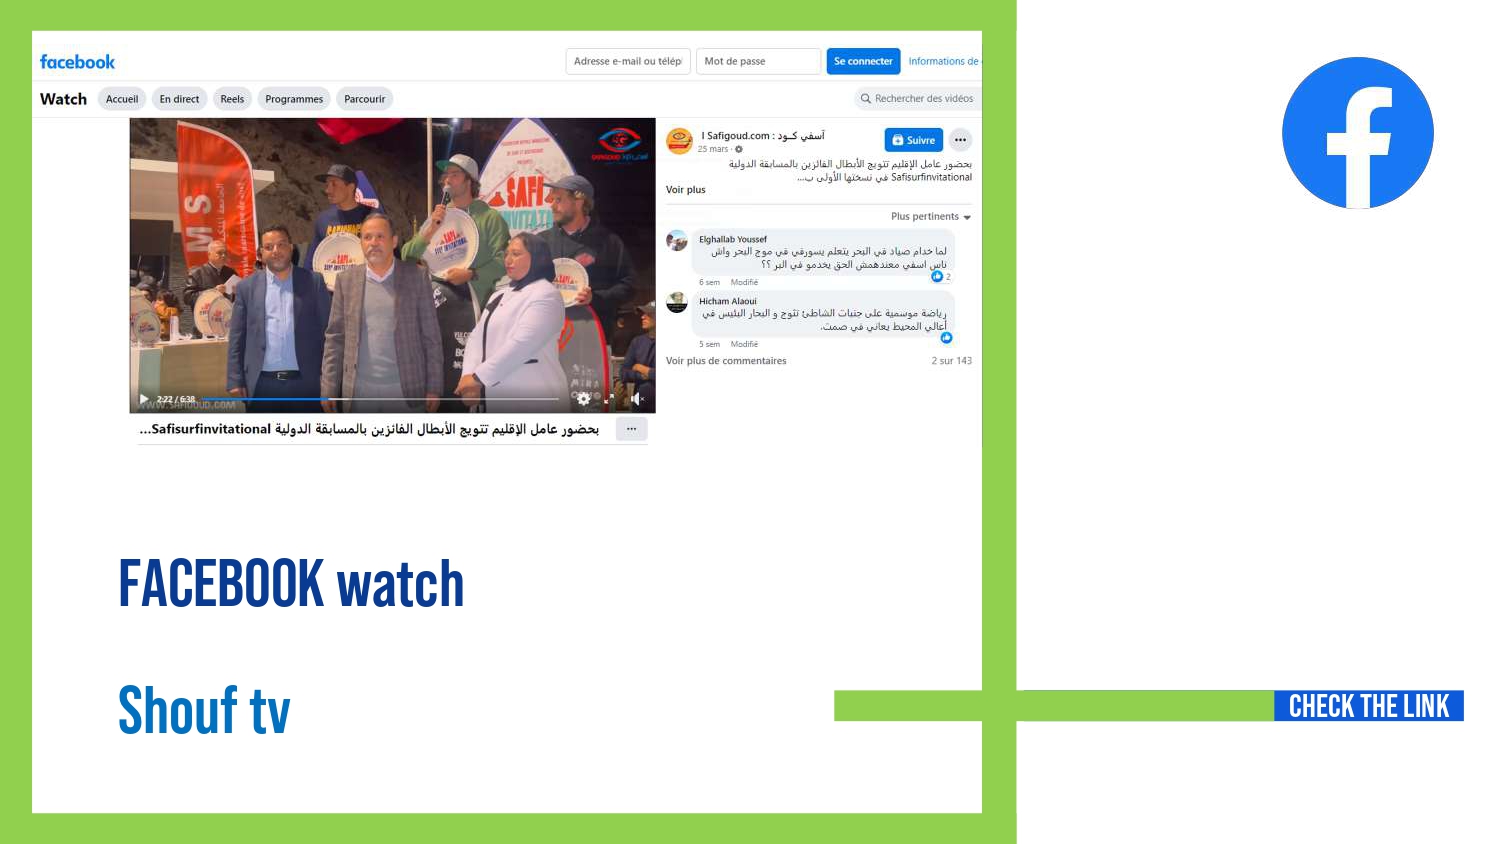 facebook
Adresse e-mail ou télép
Mot de passe
Se connecter
Informations de
Watch
Accueil
En direct
Reels
Programmes
Parcourir
Rechercher des vidéos
SAFI
INVITATI
SMS
2:22 / 6:38
WWW.SAFIGOUD.COM
بحضور عامل الإقليم تتويج الأبطال الفائزين بالمسابقة الدولية Safisurfinvitational...
آسفي كــود : Safigoud.com I
25 mars
Suivre
بحضور عامل الإقليم تتويج الأبطال الفائزين بالمسابقة الدولية
Safisurfinvitational في نسختها الأولى ب...
Voir plus
Plus pertinents
Elghallab Youssef
لما خدام صياد في البحر يتعلم يسورفي في موج البحر واش
ناس اسفي معندهمش الحق يخدمو في البر ؟؟
2
6 sem Modifié
Hicham Alaoui
رياضة موسمية على جنبات الشاطئ تتوج و البحار البئيس في
أعالي المحيط يعاني في صمت.
5 sem Modifié
Voir plus de commentaires
2 sur 143
FACEBOOK watch
Shouf tv
CHECK THE LINK